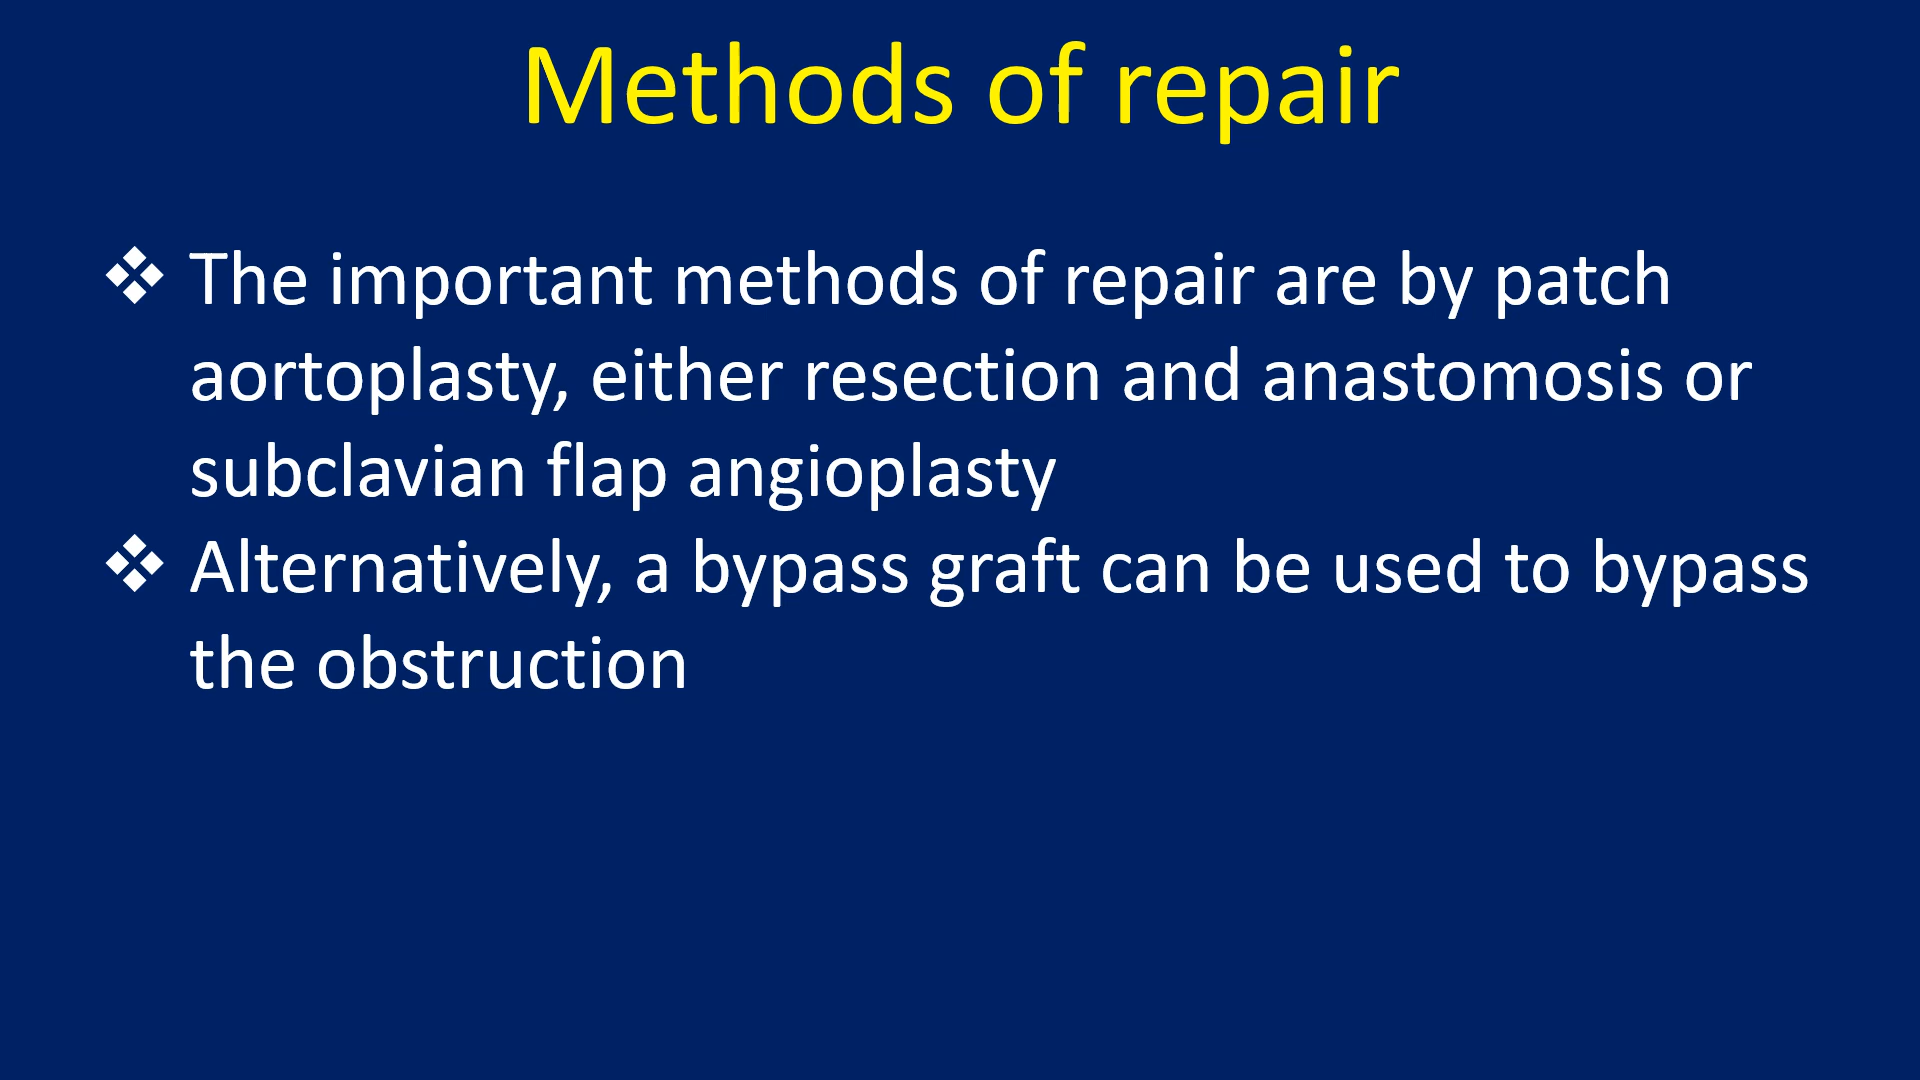 Methods of repair
❖ The important methods of repair are by patch
aortoplasty, either resection and anastomosis or
subclavian flap angioplasty
❖ Alternatively, a bypass graft can be used to bypass
the obstruction